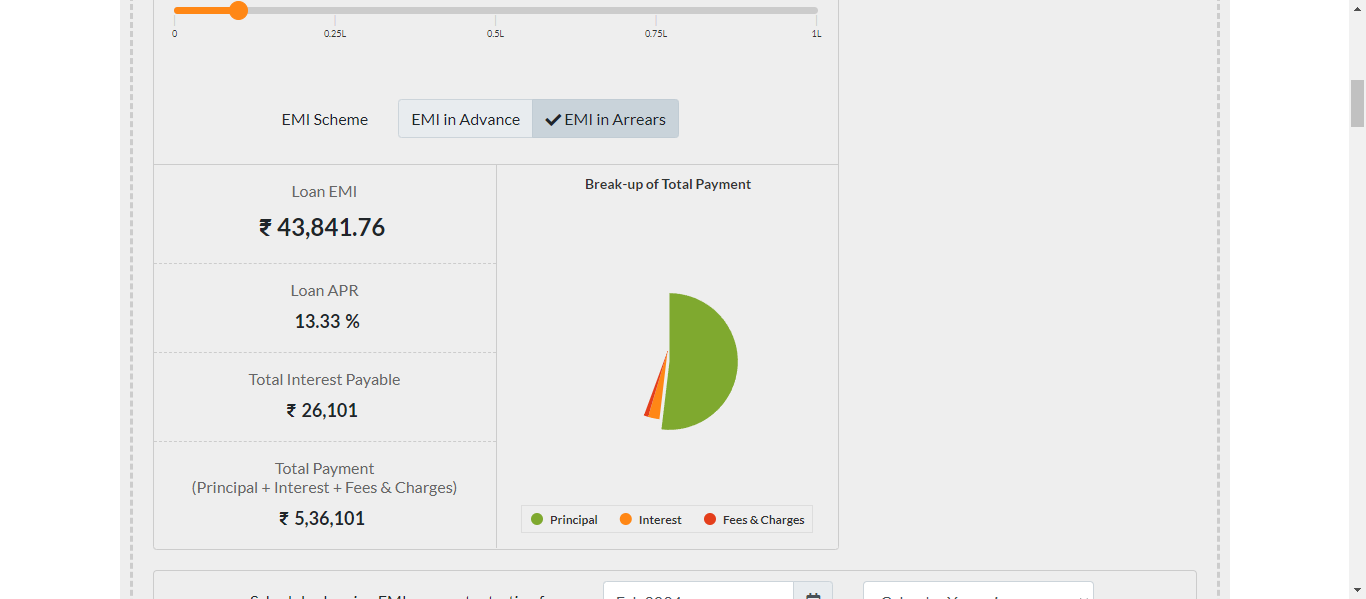 0 0.25L 0.5L 0.75L 1L
EMI Scheme EMI in Advance EMI in Arrears
Loan EMI
₹ 43,841.76
Loan APR
13.33 %
Total Interest Payable
₹ 26,101
Total Payment
(Principal + Interest + Fees & Charges)
₹ 5,36,101
Break-up of Total Payment
Principal Interest Fees & Charges